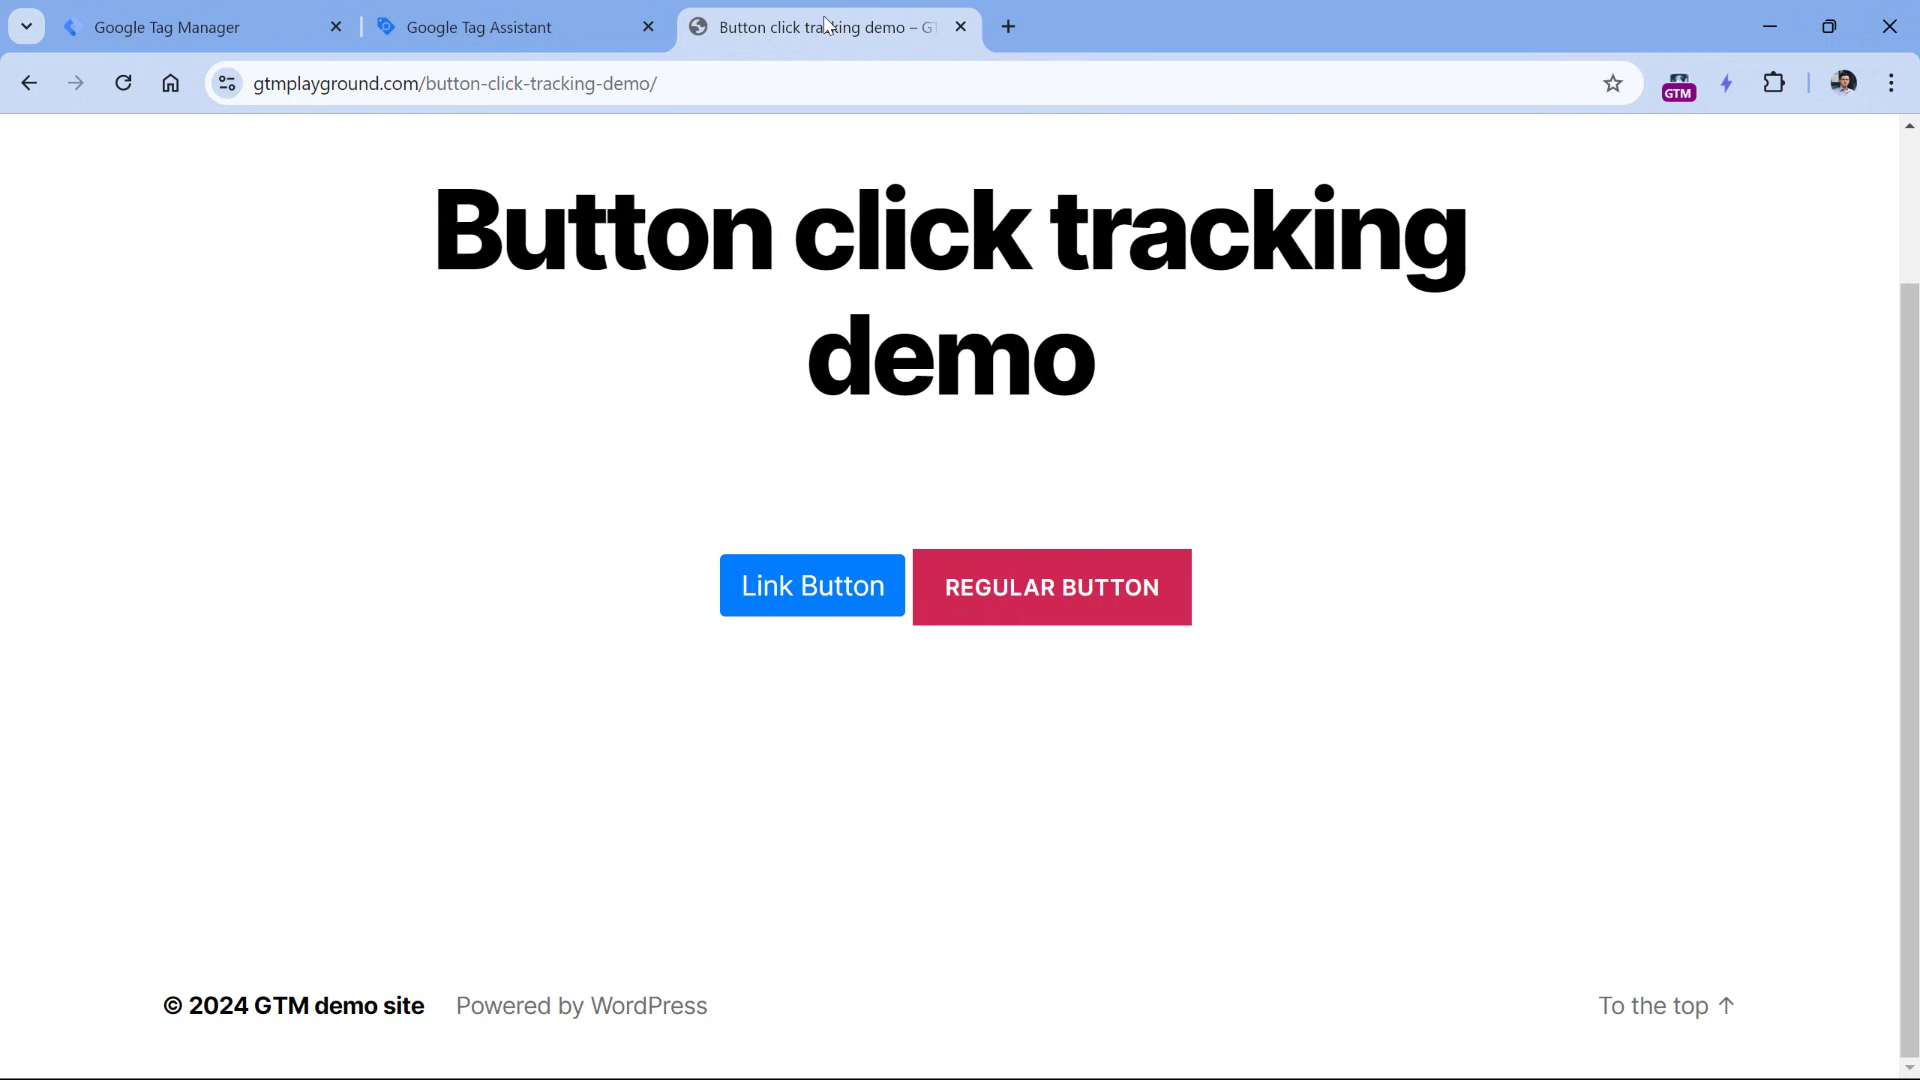 Google Tag Manager
Google Tag Assistant
Button click tracking demo – GT
gtmplayground.com/button-click-tracking-demo/
GTM
Button click tracking
demo
Link Button
REGULAR BUTTON
© 2024 GTM demo site
Powered by WordPress
To the top ↑